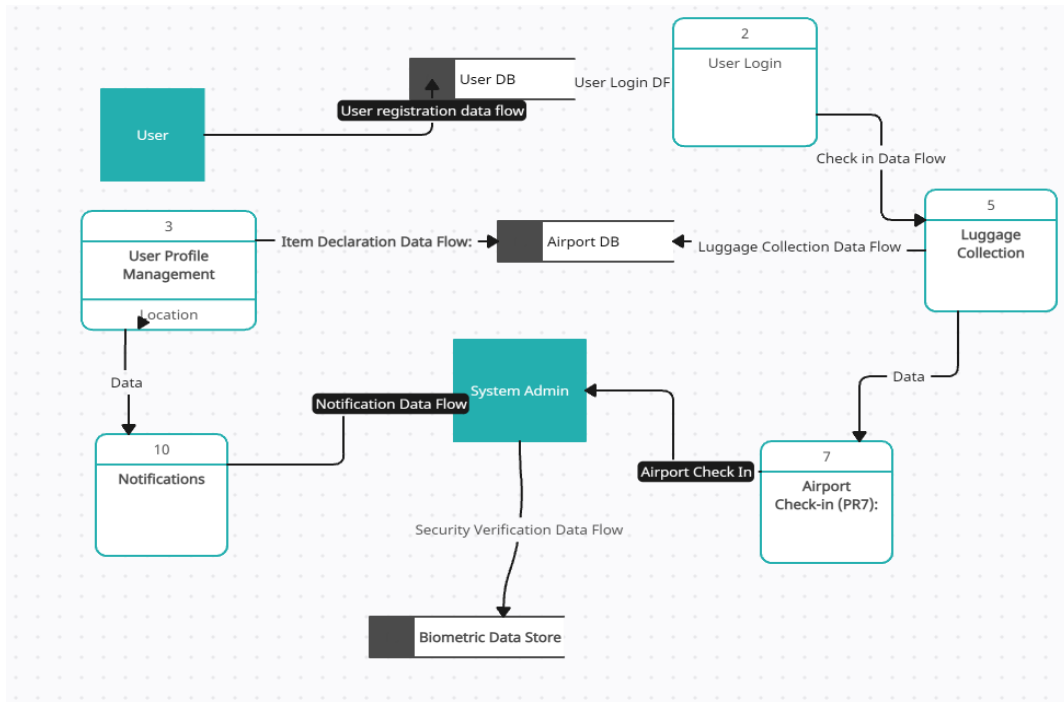 2
User Login
User DB
User Login DF
User registration data flow
User
Check in Data Flow
5
Luggage
Collection
3
User Profile
Management
Location
Item Declaration Data Flow:
Airport DB
Luggage Collection Data Flow
System Admin
Data
Data
Notification Data Flow
10
Notifications
Airport Check In
7
Airport
Check-in (PR7):
Security Verification Data Flow
Biometric Data Store